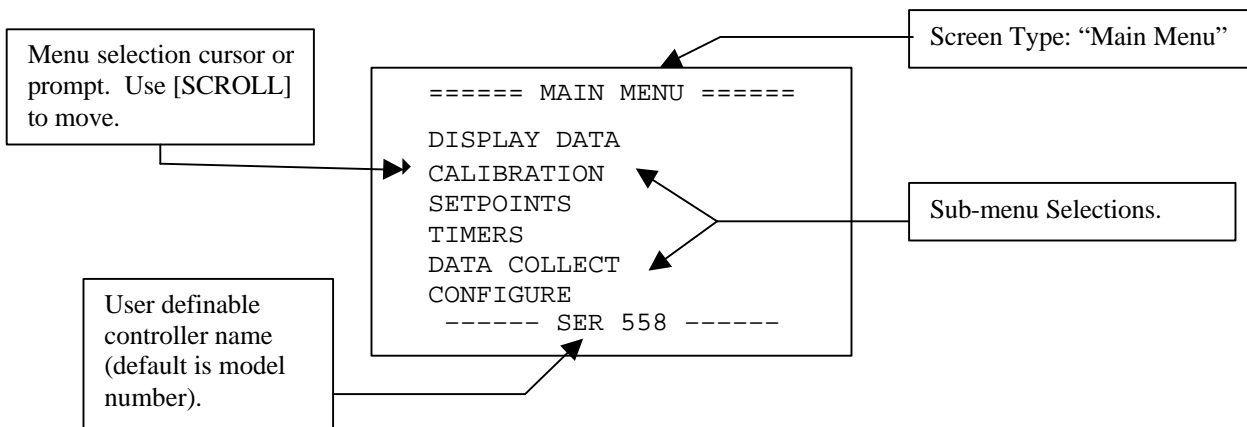 Screen Type: “Main Menu”
Menu selection cursor or
prompt.  Use [SCROLL]
to move.
====== MAIN MENU ======
DISPLAY DATA
CALIBRATION
SETPOINTS
TIMERS
DATA COLLECT
CONFIGURE
------ SER 558 ------
Sub-menu Selections.
User definable
controller name
(default is model
number).